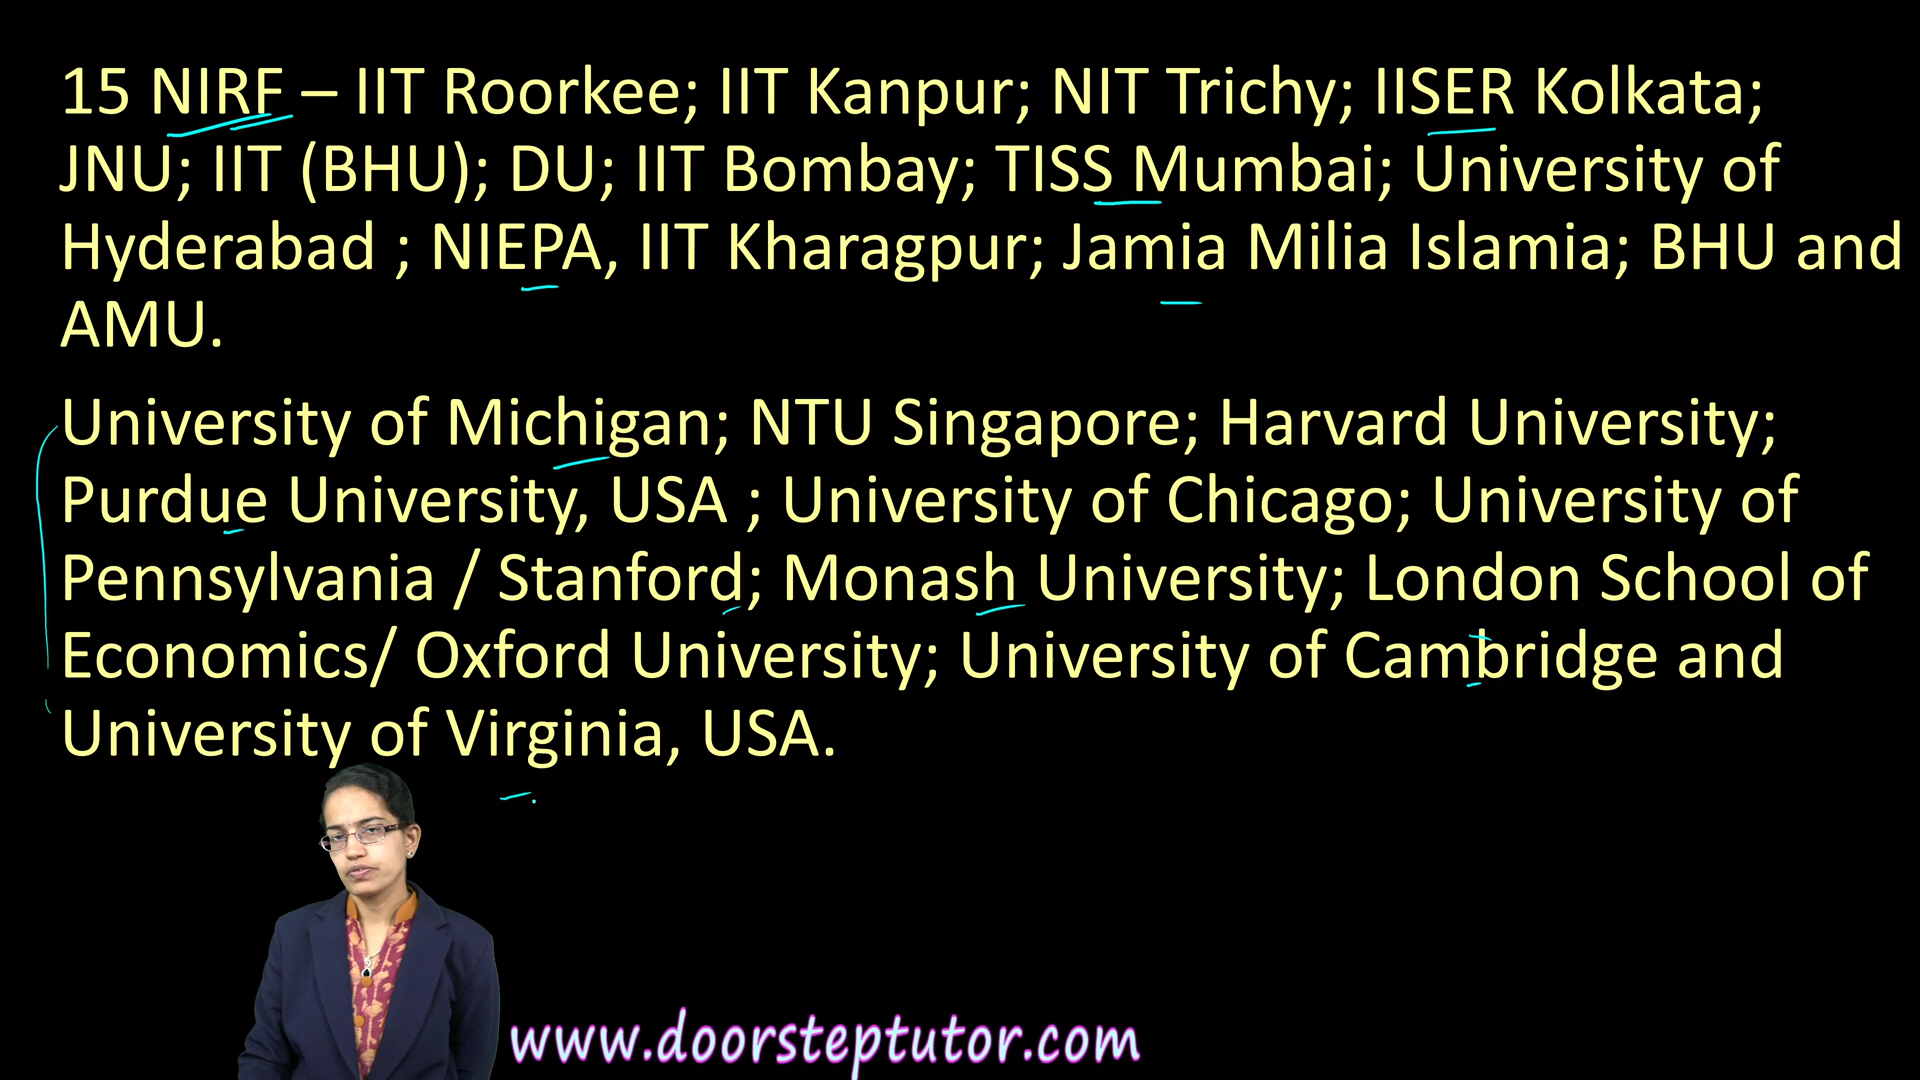 15 NIRF – IIT Roorkee; IIT Kanpur; NIT Trichy; IISER Kolkata;
JNU; IIT (BHU); DU; IIT Bombay; TISS Mumbai; University of
Hyderabad ; NIEPA, IIT Kharagpur; Jamia Milia Islamia; BHU and
AMU.
University of Michigan; NTU Singapore; Harvard University;
Purdue University, USA ; University of Chicago; University of
Pennsylvania / Stanford; Monash University; London School of
Economics/ Oxford University; University of Cambridge and
University of Virginia, USA.
www.doorsteptutor.com